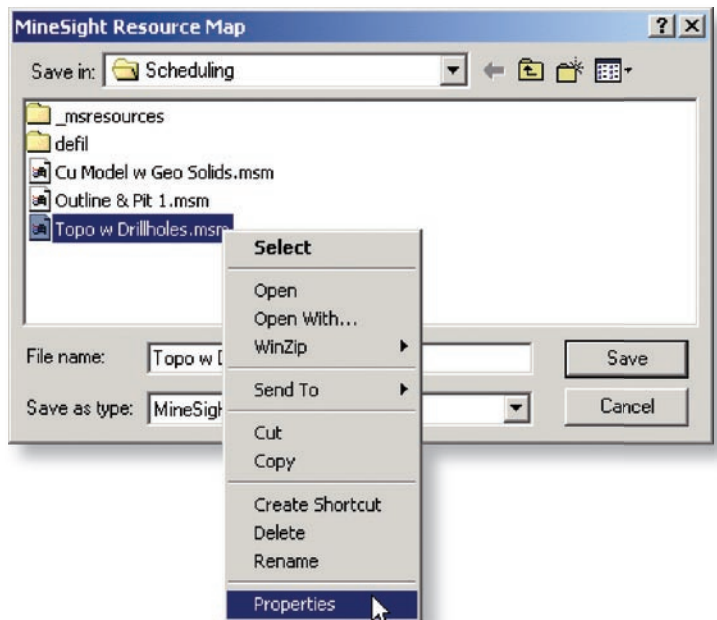 MineSight Resource Map
Save in: Scheduling
_msresources
defil
Cu Model w Geo Solids.msm
Outline & Pit 1.msm
Topo w Drillholes.msm
Select
Open
Open With...
WinZip
File name: Topo w
Save
Send To
Save as type:
Cancel
Cut
Copy
Create Shortcut
Delete
Rename
Properties